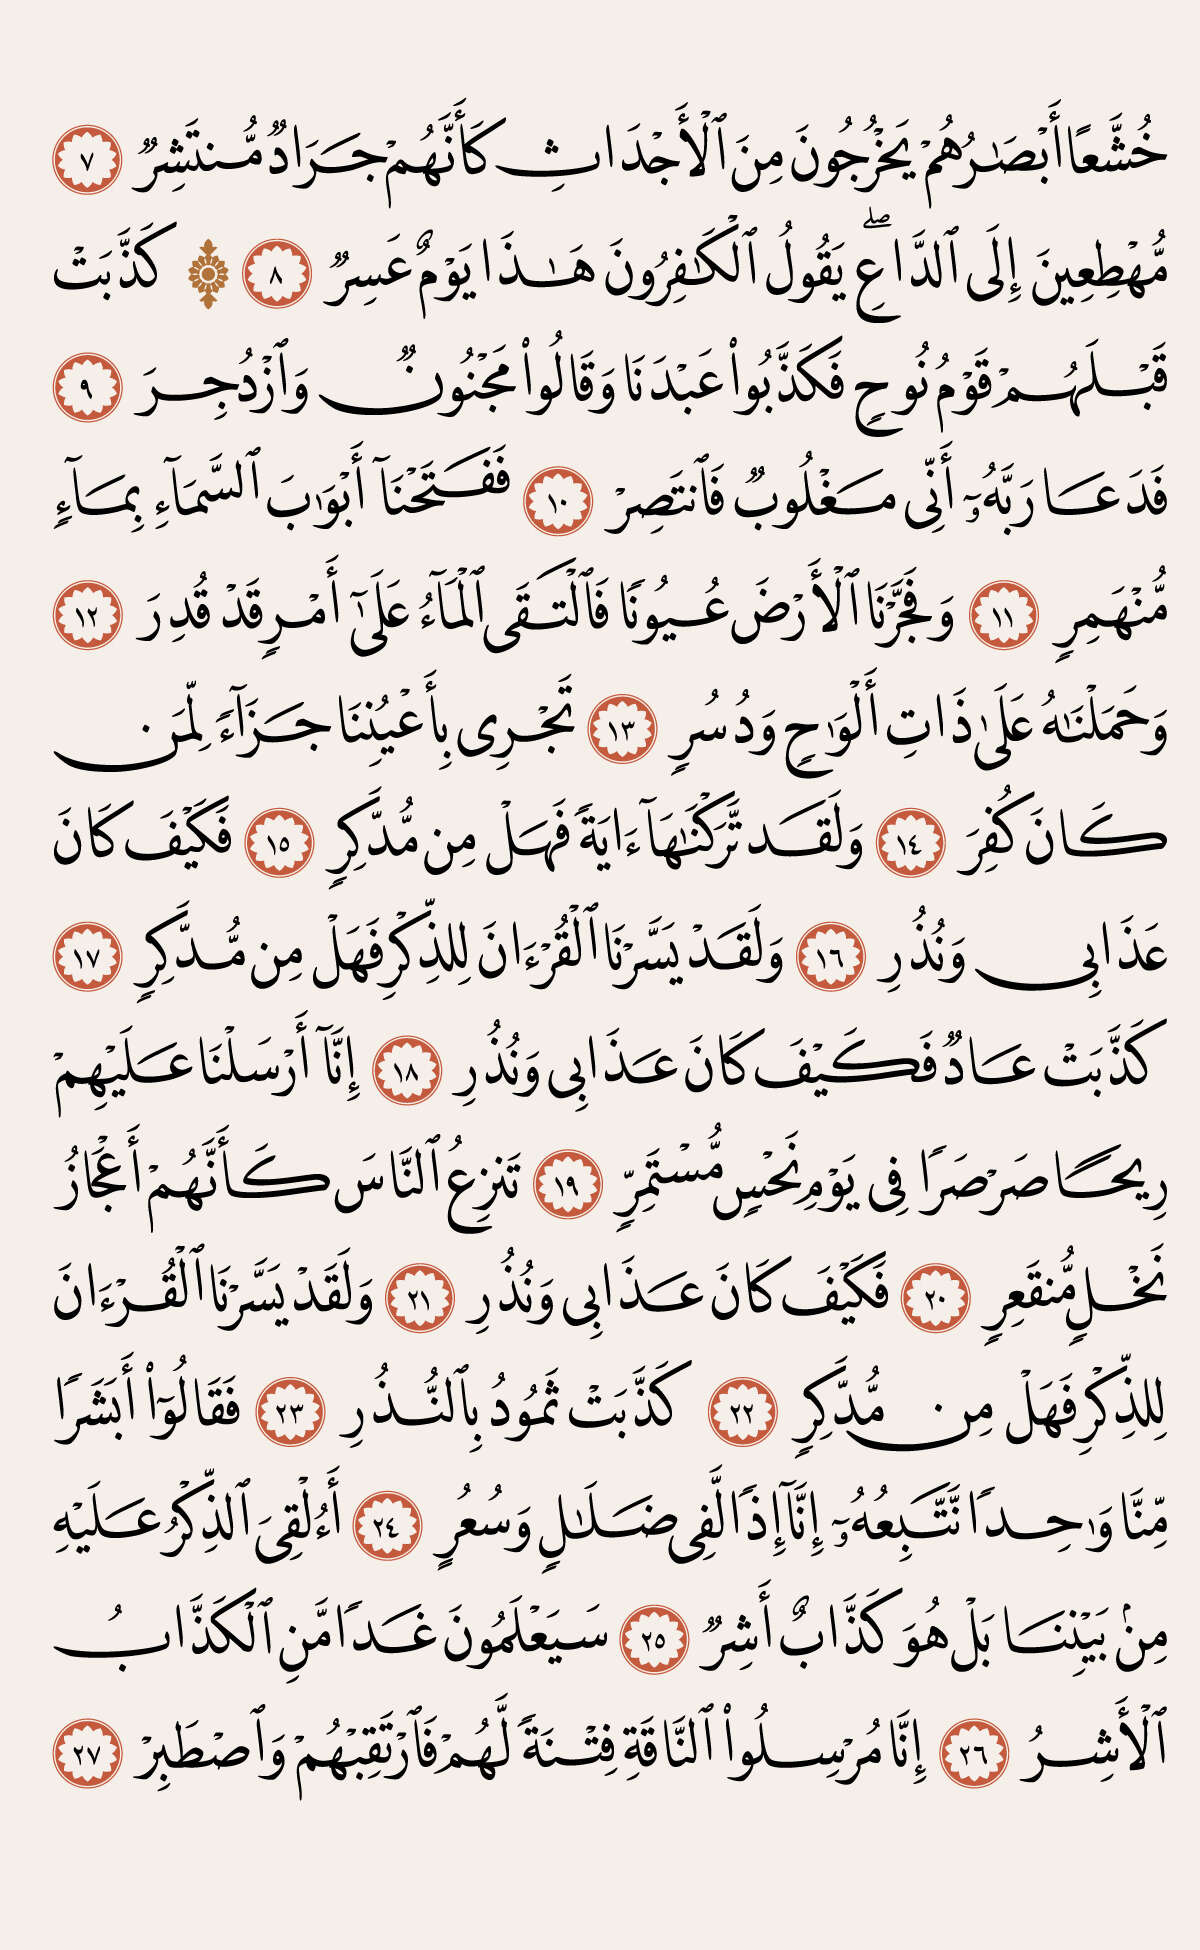 خُشَّعًا أَبْصَـٰرُهُمْ يَخْرُجُونَ مِنَ ٱلْأَجْدَاثِ كَأَنَّهُمْ جَرَادٌ مُّنتَشِرٌ ٧
مُّهْطِعِينَ إِلَى ٱلدَّاعِ ۖ يَقُولُ ٱلْكَـٰفِرُونَ هَـٰذَا يَوْمٌ عَسِرٌ ٨ ۞ كَذَّبَتْ
قَبْلَهُمْ قَوْمُ نُوحٍ فَكَذَّبُوا۟ عَبْدَنَا وَقَالُوا۟ مَجْنُونٌ وَٱزْدُجِرَ ٩
فَدَعَا رَبَّهُۥٓ أَنِّى مَغْلُوبٌ فَٱنتَصِرْ ١٠ فَفَتَحْنَآ أَبْوَٰبَ ٱلسَّمَآءِ بِمَآءٍ
مُّنْهَمِرٍ ١١ وَفَجَّرْنَا ٱلْأَرْضَ عُيُونًا فَٱلْتَقَى ٱلْمَآءُ عَلَىٰٓ أَمْرٍ قَدْ قُدِرَ ١٢
وَحَمَلْنَـٰهُ عَلَىٰ ذَاتِ أَلْوَٰحٍ وَدُسُرٍ ١٣ تَجْرِى بِأَعْيُنِنَا جَزَآءً لِّمَن
كَانَ كُفِرَ ١٤ وَلَقَد تَّرَكْنَـٰهَآ ءَايَةً فَهَلْ مِن مُّدَّكِرٍ ١٥ فَكَيْفَ كَانَ
عَذَابِى وَنُذُرِ ١٦ وَلَقَدْ يَسَّرْنَا ٱلْقُرْءَانَ لِلذِّكْرِ فَهَلْ مِن مُّدَّكِرٍ ١٧
كَذَّبَتْ عَادٌ فَكَيْفَ كَانَ عَذَابِى وَنُذُرِ ١٨ إِنَّآ أَرْسَلْنَا عَلَيْهِمْ
رِيحًا صَرْصَرًا فِى يَوْمِ نَحْسٍ مُّسْتَمِرٍّ ١٩ تَنزِعُ ٱلنَّاسَ كَأَنَّهُمْ أَعْجَازُ
نَخْلٍ مُّنقَعِرٍ ٢٠ فَكَيْفَ كَانَ عَذَابِى وَنُذُرِ ٢١ وَلَقَدْ يَسَّرْنَا ٱلْقُرْءَانَ
لِلذِّكْرِ فَهَلْ مِن مُّدَّكِرٍ ٢٢ كَذَّبَتْ ثَمُودُ بِٱلنُّذُرِ ٢٣ فَقَالُوٓا۟ أَبَشَرًا
مِّنَّا وَٰحِدًا نَّتَّبِعُهُۥٓ إِنَّآ إِذًا لَّفِى ضَلَـٰلٍ وَسُعُرٍ ٢٤ أَءُلْقِىَ ٱلذِّكْرُ عَلَيْهِ
مِنۢ بَيْنِنَا بَلْ هُوَ كَذَّابٌ أَشِرٌ ٢٥ سَيَعْلَمُونَ غَدًا مَّنِ ٱلْكَذَّابُ
ٱلْأَشِرُ ٢٦ إِنَّا مُرْسِلُوا۟ ٱلنَّاقَةِ فِتْنَةً لَّهُمْ فَٱرْتَقِبْهُمْ وَٱصْطَبِرْ ٢٧